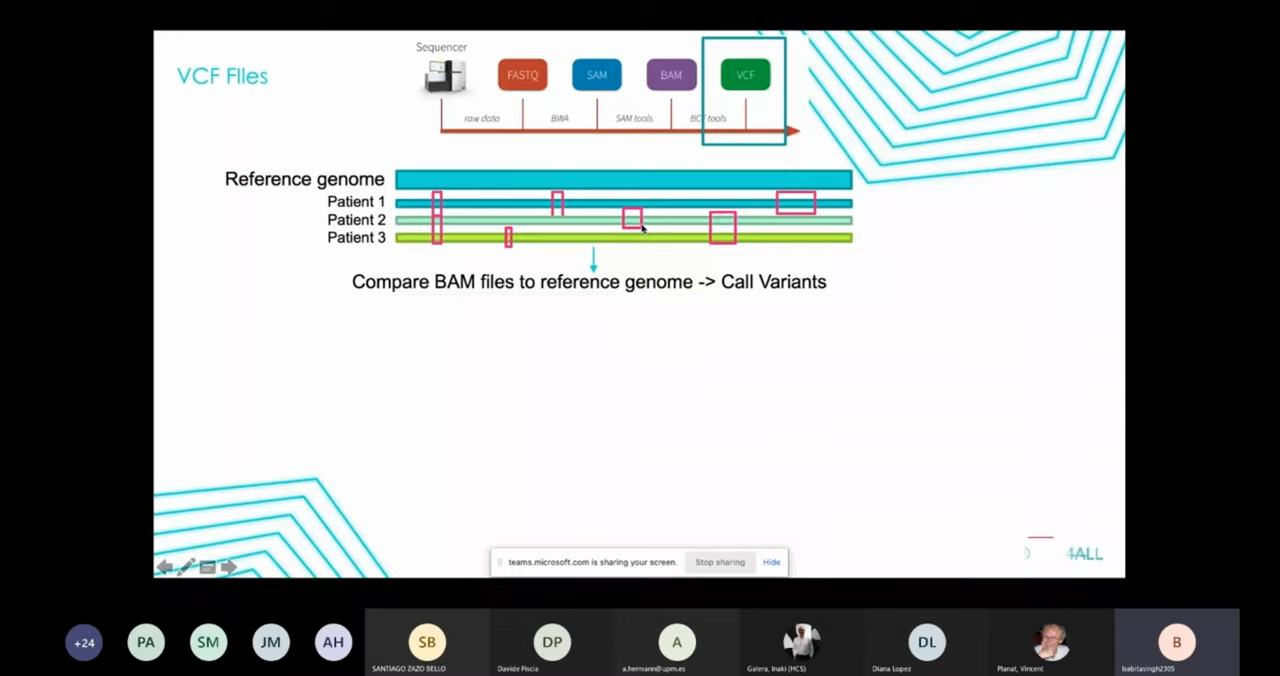 VCF FIles
Sequencer
FASTQ
SAM
BAM
VCF
raw data
BWA
SAM tools
BCF tools
Reference genome
Patient 1
Patient 2
Patient 3
Compare BAM files to reference genome -> Call Variants
4ALL
teams.microsoft.com is sharing your screen.
Stop sharing
Hide
+24
PA
SM
JM
AH
SB
SANTIAGO ZAZO BELLO
DP
Davide Piscia
A
a.hermann@upm.es
Galera, Inaki (HCS)
DL
Diana Lopez
Planat, Vincent
B
babitasingh2305